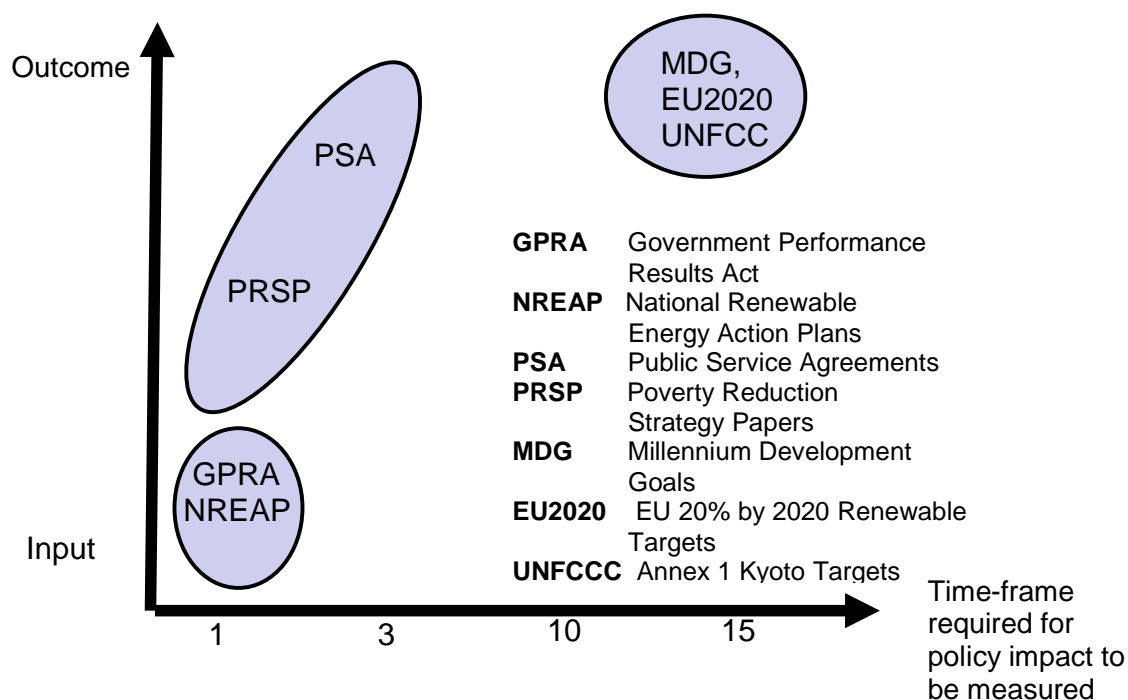 Outcome
MDG,
EU2020
UNFCC
PSA
PRSP
GPRA Government Performance
Results Act
NREAP National Renewable
Energy Action Plans
PSA Public Service Agreements
PRSP Poverty Reduction
Strategy Papers
MDG Millennium Development
Goals
EU2020 EU 20% by 2020 Renewable
Targets
UNFCCC Annex 1 Kyoto Targets
GPRA
NREAP
Input
1 3 10 15
Time-frame
required for
policy impact to
be measured